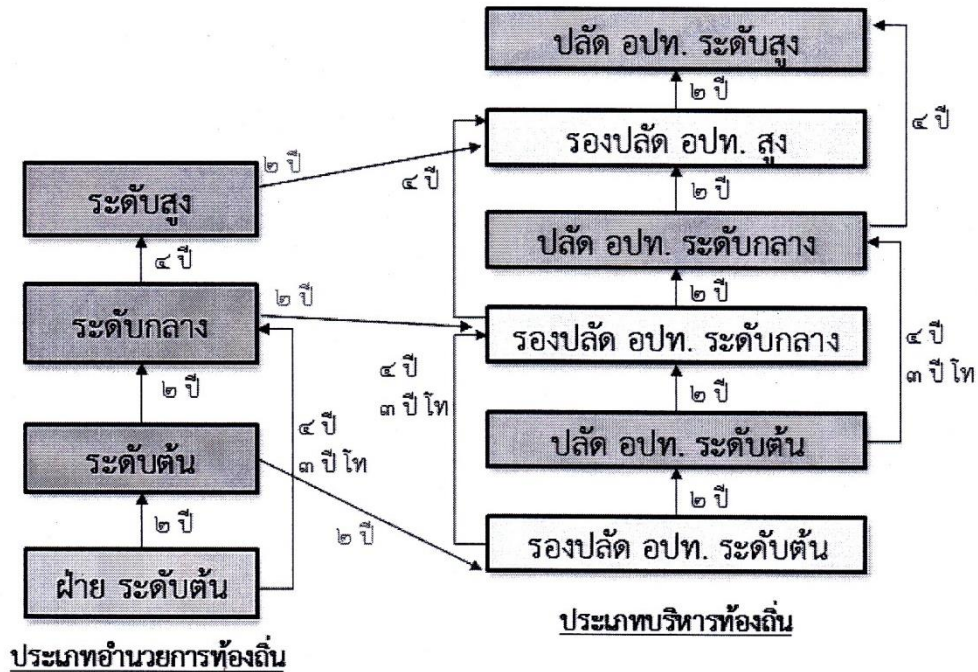 ปลัด อปท. ระดับสูง
๒ ปี
๔ ปี
รองปลัด อปท. สูง
๒ ปี
๔ ปี
ระดับสูง
๒ ปี
ปลัด อปท. ระดับกลาง
๔ ปี
๒ ปี
ระดับกลาง
๒ ปี
รองปลัด อปท. ระดับกลาง
๔ ปี
๓ ปี โท
๒ ปี
๔ ปี
๓ ปี โท
๒ ปี
ปลัด อปท. ระดับต้น
ระดับต้น
๔ ปี
๓ ปี โท
๒ ปี
๒ ปี
๒ ปี
รองปลัด อปท. ระดับต้น
ฝ่าย ระดับต้น
ประเภทบริหารท้องถิ่น
ประเภทอำนวยการท้องถิ่น